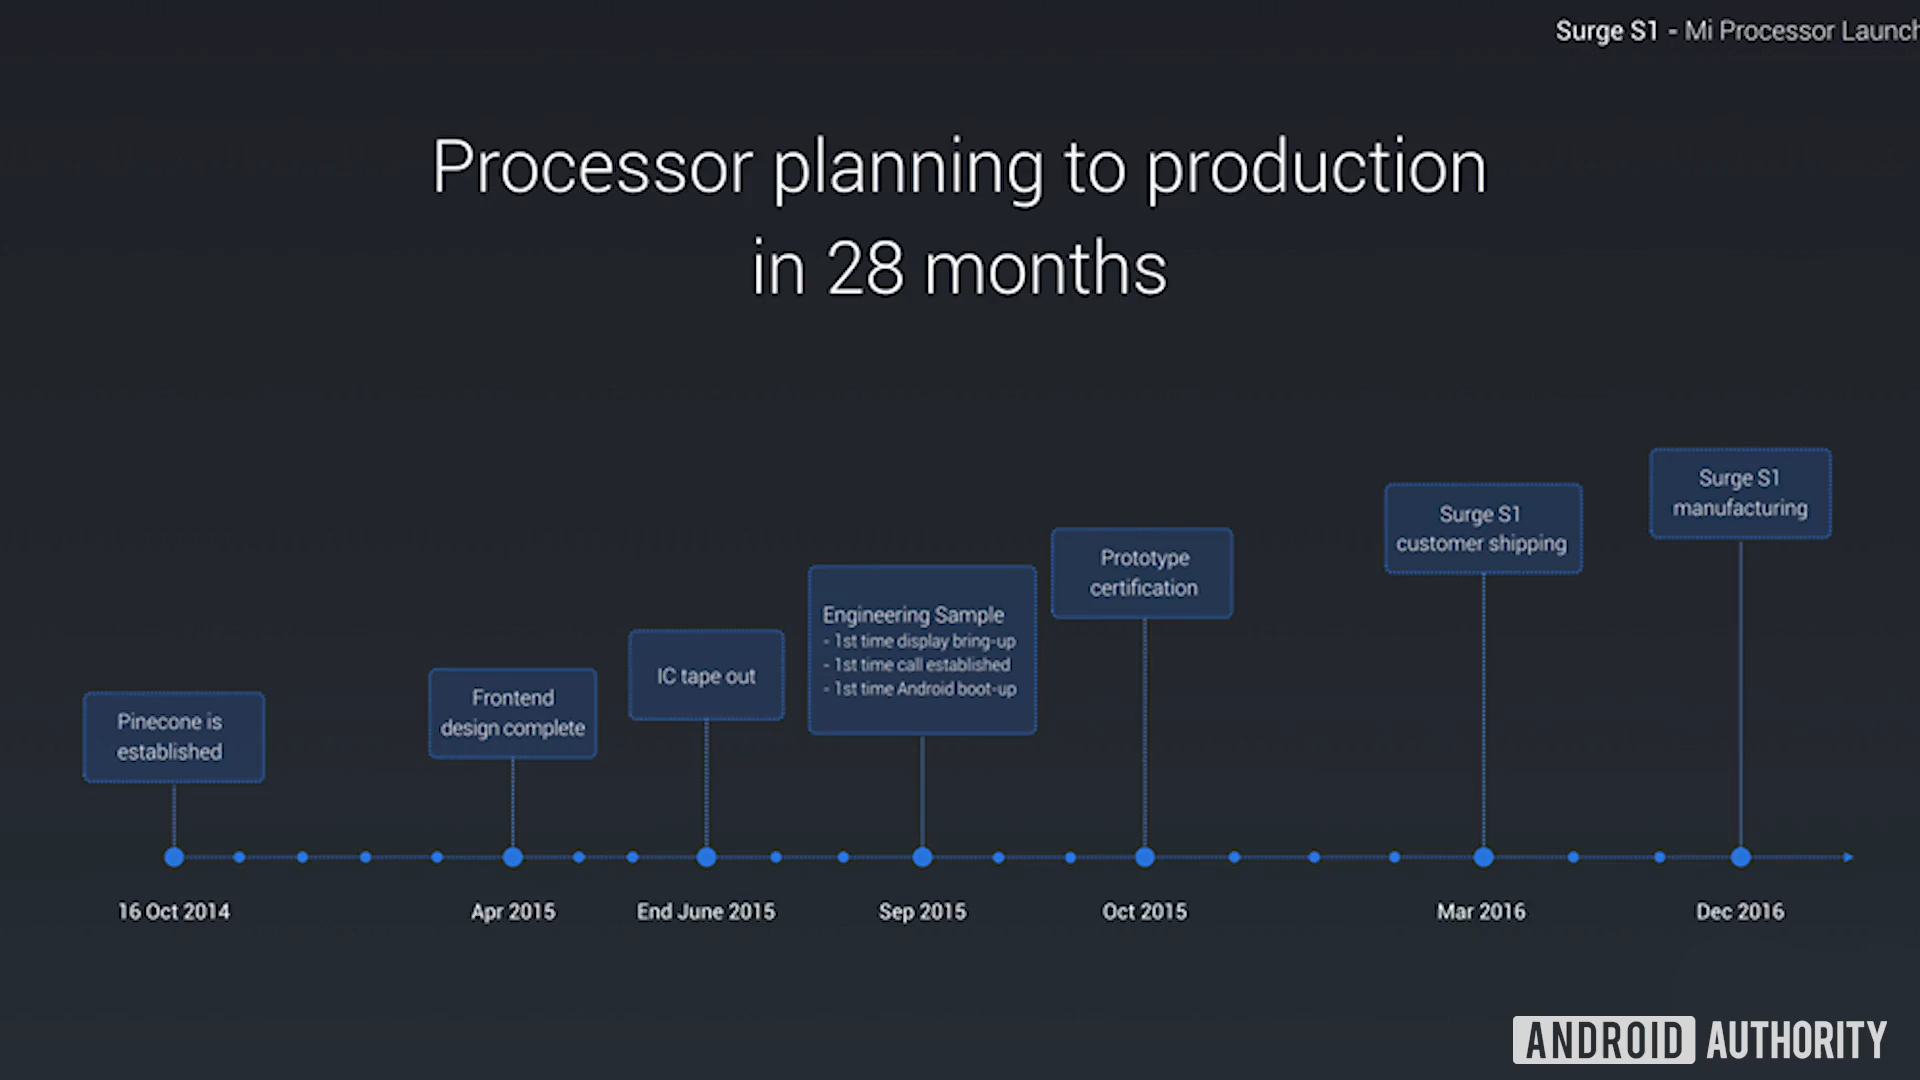 Surge S1 - Mi Processor Launch
Processor planning to production
in 28 months
Pinecone is
established
Frontend
design complete
IC tape out
Engineering Sample
- 1st time display bring-up
- 1st time call established
- 1st time Android boot-up
Prototype
certification
Surge S1
customer shipping
Surge S1
manufacturing
16 Oct 2014
Apr 2015
End June 2015
Sep 2015
Oct 2015
Mar 2016
Dec 2016
ANDROID AUTHORITY